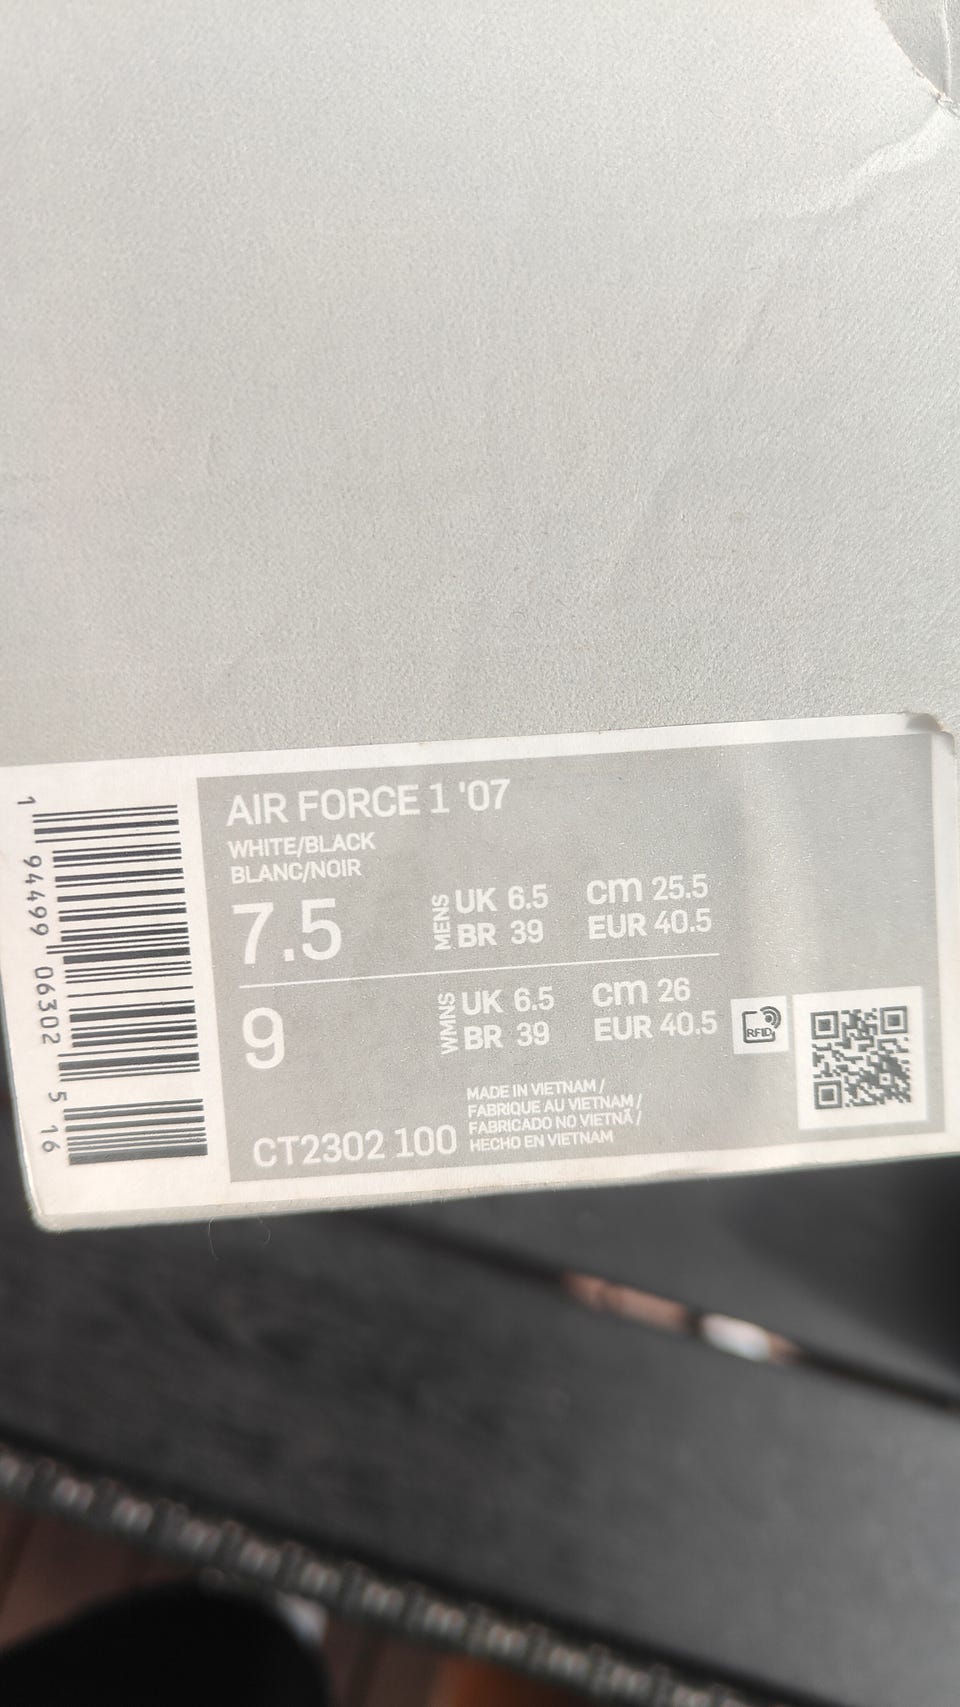 AIR FORCE 1 '07
WHITE/BLACK
BLANC/NOIR
7.5 MENS UK 6.5 cm 25.5
BR 39 EUR 40.5
9 WMNS UK 6.5 cm 26
BR 39 EUR 40.5
RFID
MADE IN VIETNAM /
FABRIQUE AU VIETNAM /
FABRICADO NO VIETNÃ /
HECHO EN VIETNAM
CT2302 100
1 94499 06302 5 16